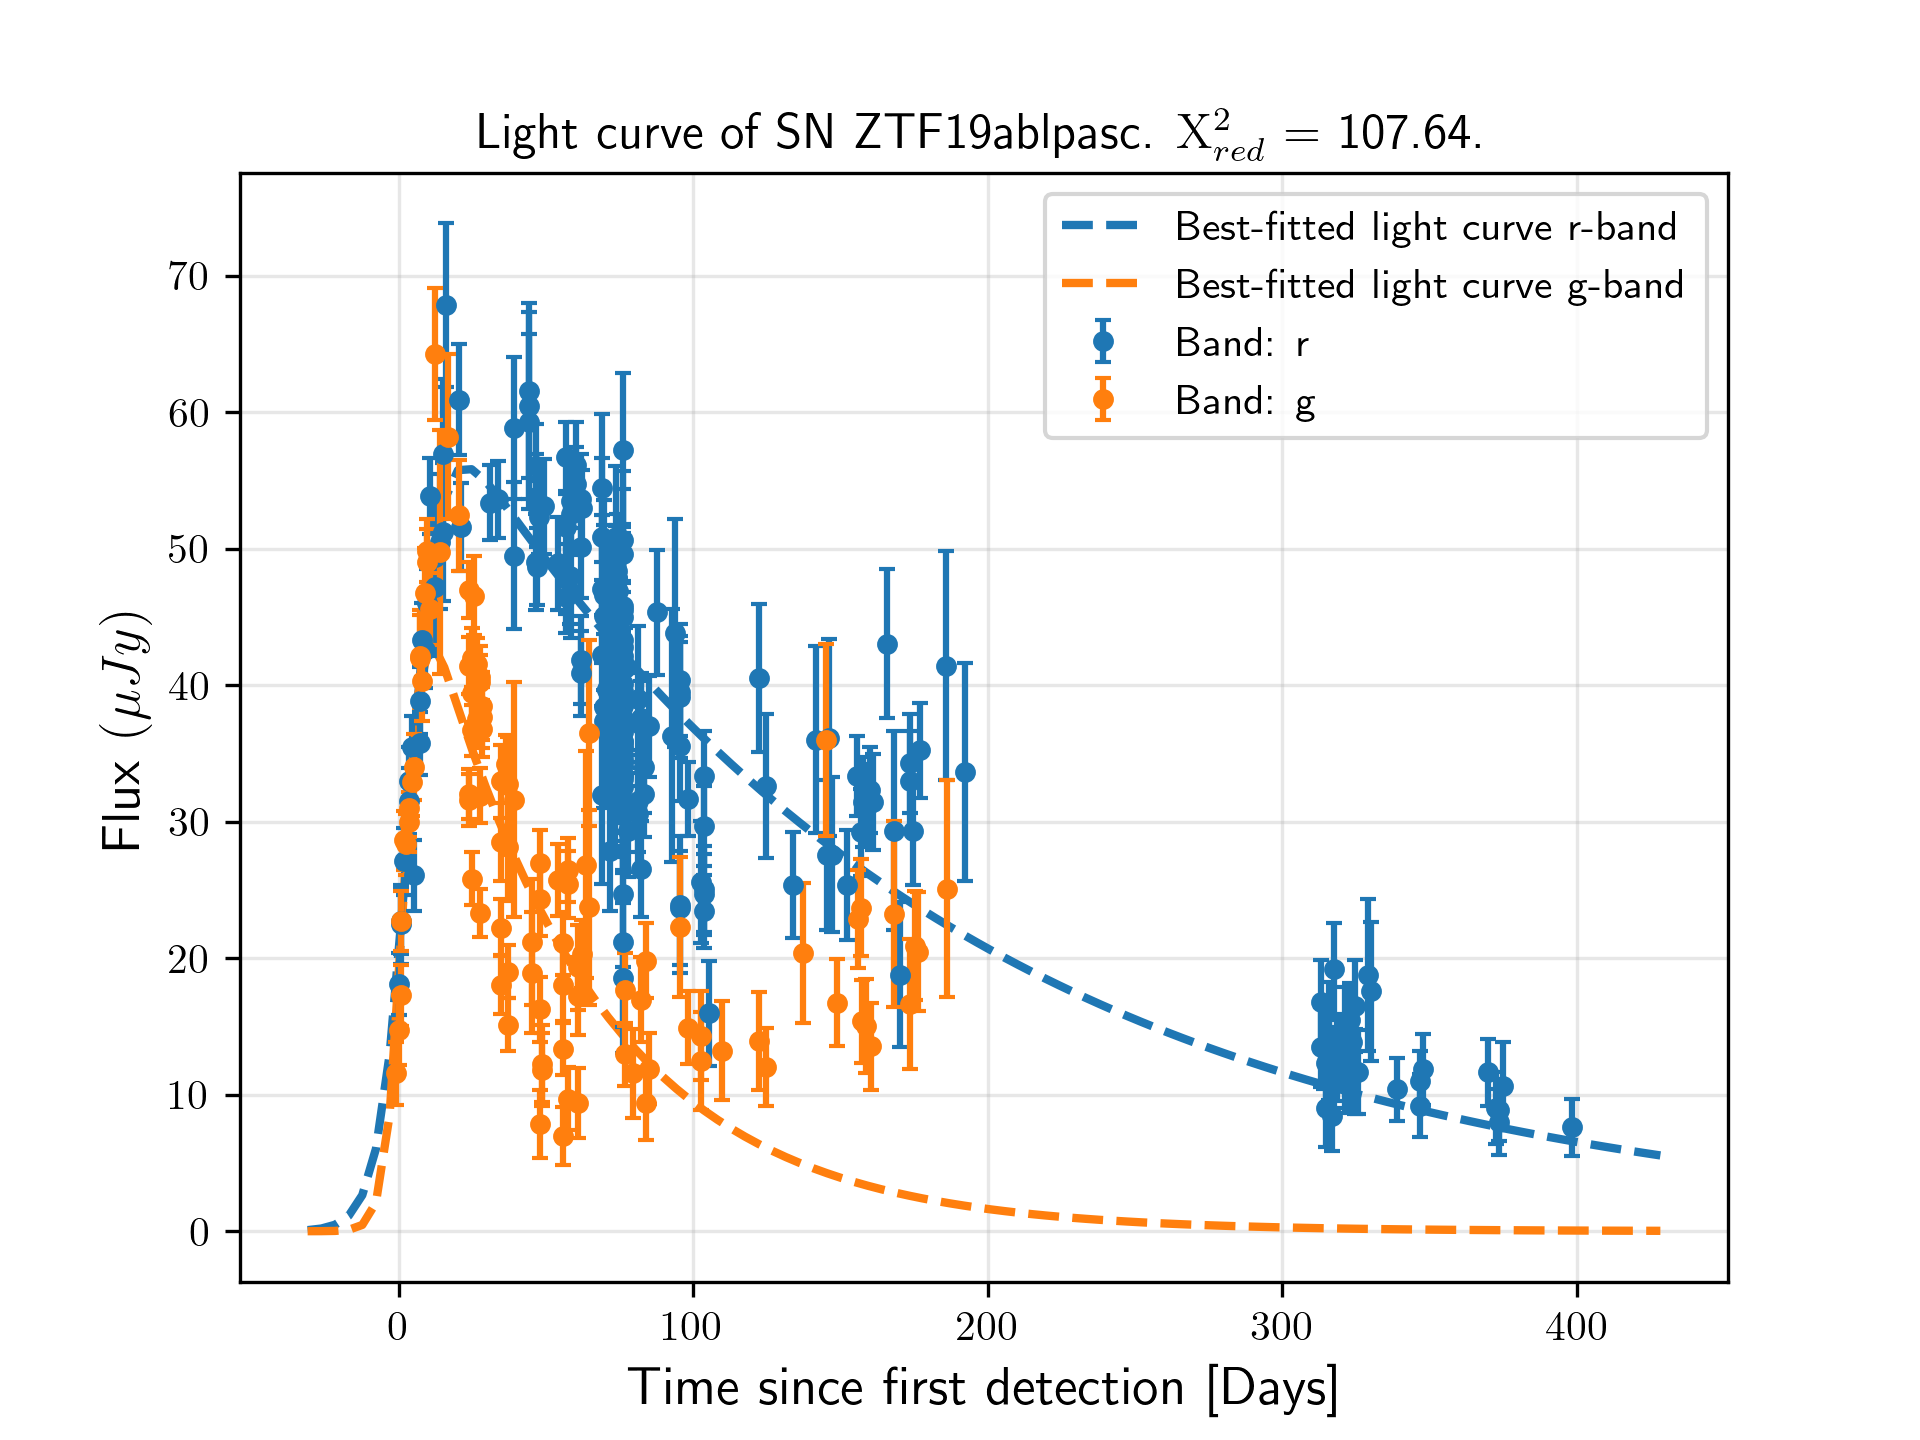 Light curve of SN ZTF19ablpasc. X²_red = 107.64.
Best-fitted light curve r-band
Best-fitted light curve g-band
Band: r
Band: g
70
60
50
40
30
20
10
0
Flux (μJy)
0 100 200 300 400
Time since first detection [Days]